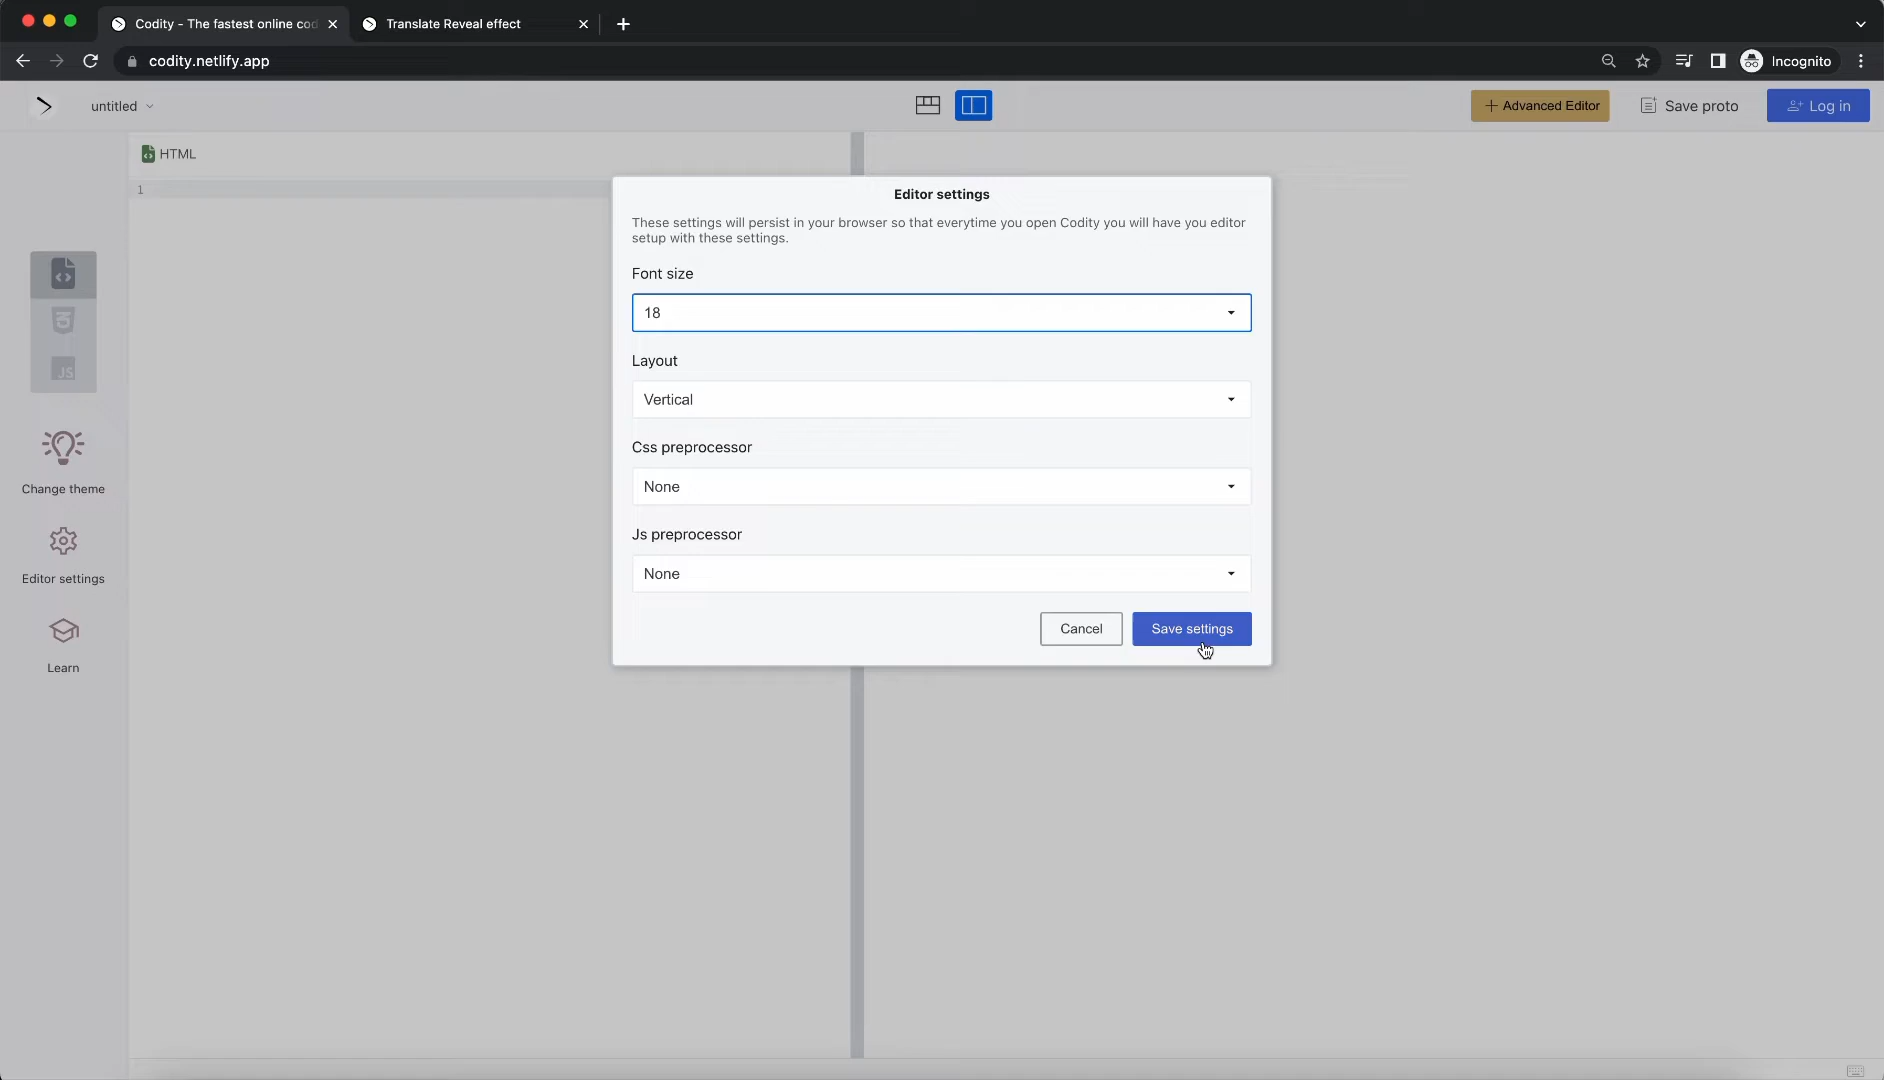 Codity - The fastest online cod
Translate Reveal effect
codity.netlify.app
Incognito
untitled
+ Advanced Editor
Save proto
Log in
HTML
1
JS
Change theme
Editor settings
Learn
Editor settings
These settings will persist in your browser so that everytime you open Codity you will have you editor
setup with these settings.
Font size
18
Layout
Vertical
Css preprocessor
None
Js preprocessor
None
Cancel
Save settings